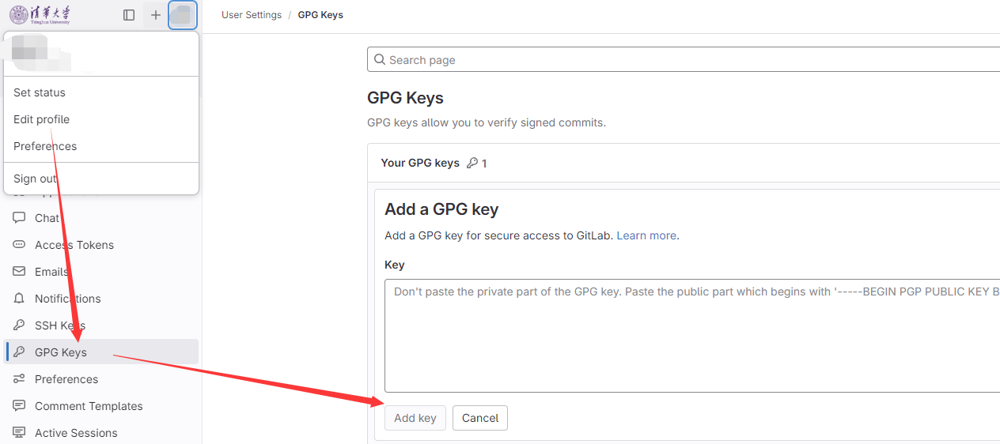 清华大学
Tsinghua University
User Settings / GPG Keys
Set status
Edit profile
Preferences
Sign out
Chat
Access Tokens
Emails
Notifications
SSH Keys
GPG Keys
Preferences
Comment Templates
Active Sessions
Search page
GPG Keys
GPG keys allow you to verify signed commits.
Your GPG keys 1
Add a GPG key
Add a GPG key for secure access to GitLab. Learn more.
Key
Don't paste the private part of the GPG key. Paste the public part which begins with '-----BEGIN PGP PUBLIC KEY B
Add key Cancel